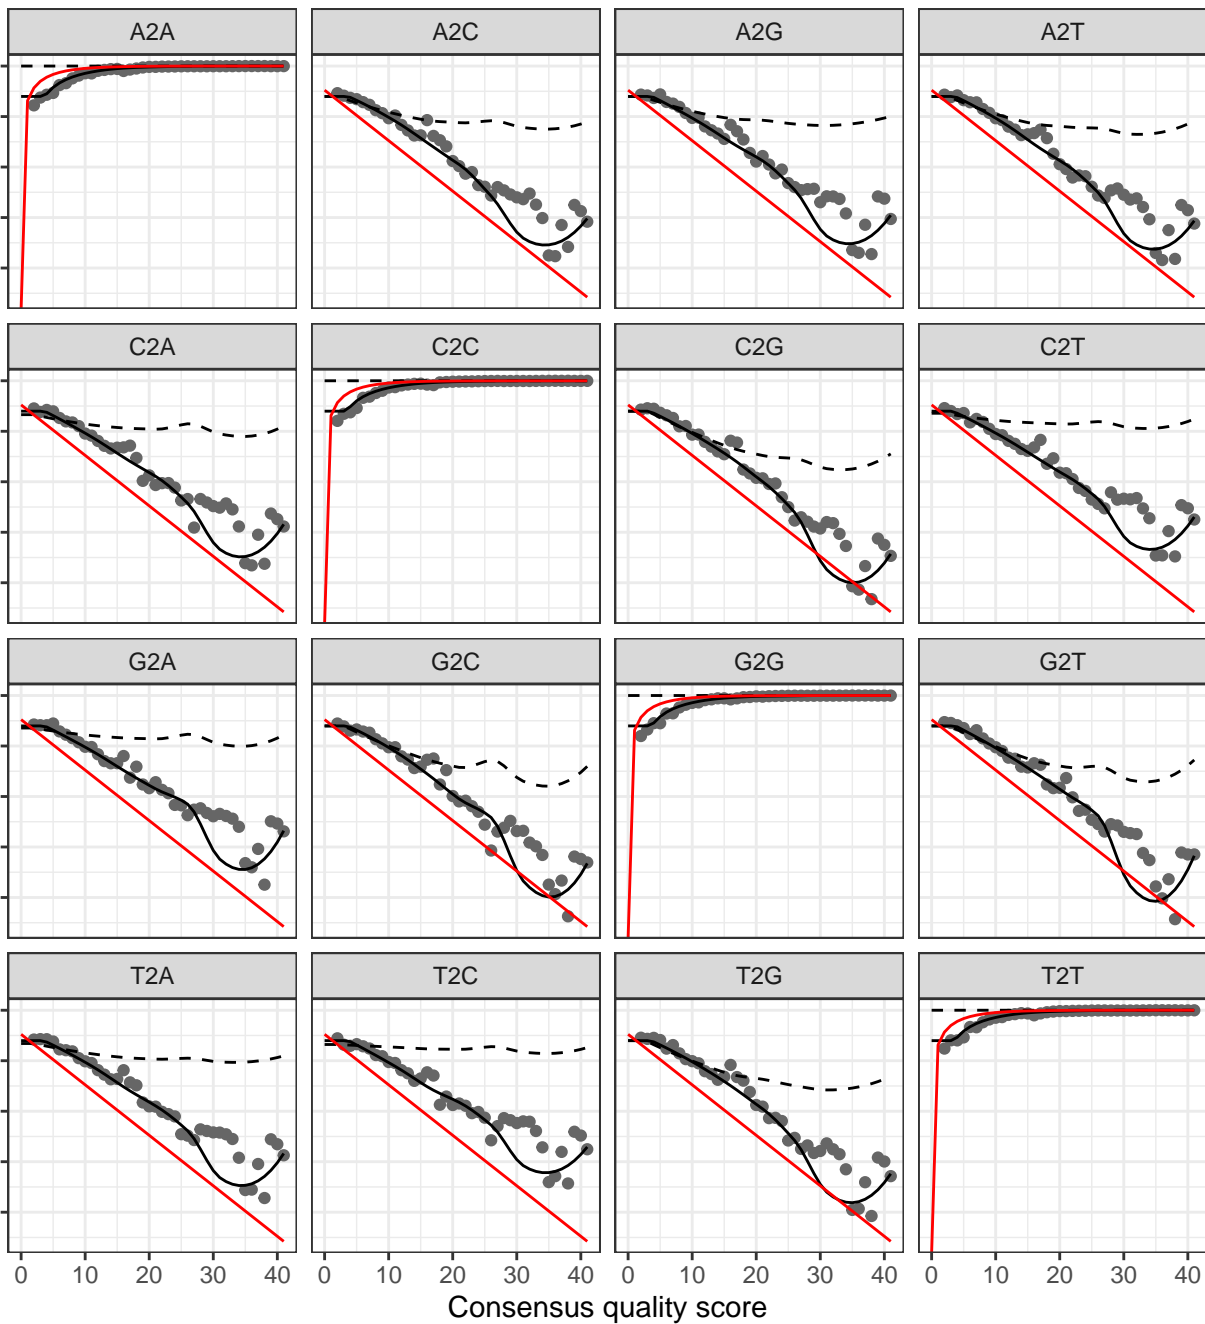 A2A A2C A2G A2T
C2A C2C C2G C2T
G2A G2C G2G G2T
T2A T2C T2G T2T
0 10 20 30 40 0 10 20 30 40 0 10 20 30 40 0 10 20 30 40
Consensus quality score